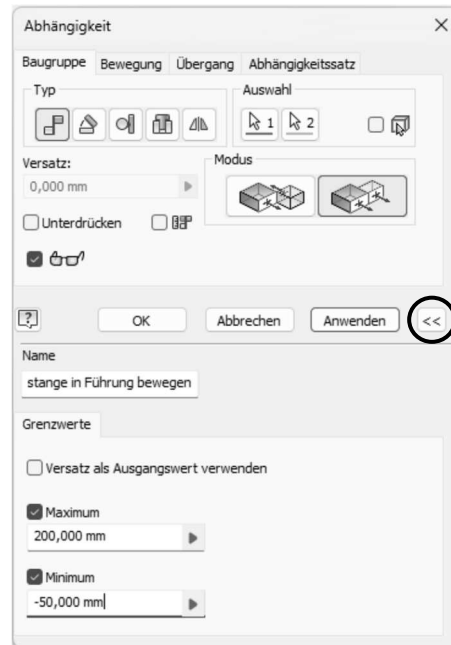 Abhängigkeit
Baugruppe Bewegung Übergang Abhängigkeitssatz
Typ
Auswahl
1 2
Versatz:
Modus
0,000 mm
Unterdrücken
? OK Abbrechen Anwenden <<
Name
stange in Führung bewegen
Grenzwerte
Versatz als Ausgangswert verwenden
Maximum
200,000 mm
Minimum
-50,000 mm